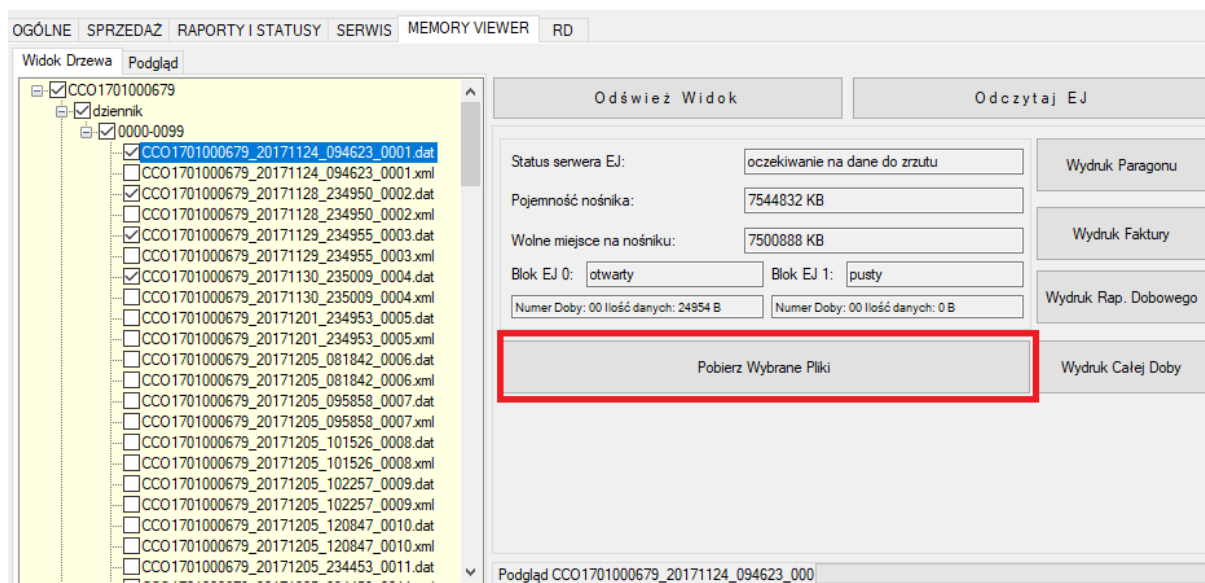 OGÓLNE SPRZEDAŻ RAPORTY I STATUSY SERWIS MEMORY VIEWER RD
Widok Drzewa Podgląd
CCO1701000679
dziennik
0000-0099
CCO1701000679_20171124_094623_0001.dat
CCO1701000679_20171124_094623_0001.xml
CCO1701000679_20171128_234950_0002.dat
CCO1701000679_20171128_234950_0002.xml
CCO1701000679_20171129_234955_0003.dat
CCO1701000679_20171129_234955_0003.xml
CCO1701000679_20171130_235009_0004.dat
CCO1701000679_20171130_235009_0004.xml
CCO1701000679_20171201_234953_0005.dat
CCO1701000679_20171201_234953_0005.xml
CCO1701000679_20171205_081842_0006.dat
CCO1701000679_20171205_081842_0006.xml
CCO1701000679_20171205_095858_0007.dat
CCO1701000679_20171205_095858_0007.xml
CCO1701000679_20171205_101526_0008.dat
CCO1701000679_20171205_101526_0008.xml
CCO1701000679_20171205_102257_0009.dat
CCO1701000679_20171205_102257_0009.xml
CCO1701000679_20171205_120847_0010.dat
CCO1701000679_20171205_120847_0010.xml
CCO1701000679_20171205_234453_0011.dat
Odśwież Widok Odczytaj EJ
Status serwera EJ: oczekiwanie na dane do zrzutu
Pojemność nośnika: 7544832 KB
Wolne miejsce na nośniku: 7500888 KB
Blok EJ 0: otwarty Blok EJ 1: pusty
Numer Doby: 00 Ilość danych: 24954 B Numer Doby: 00 Ilość danych: 0 B
Pobierz Wybrane Pliki
Wydruk Paragonu
Wydruk Faktury
Wydruk Rap. Dobowego
Wydruk Całej Doby
Podgląd CCO1701000679_20171124_094623_000